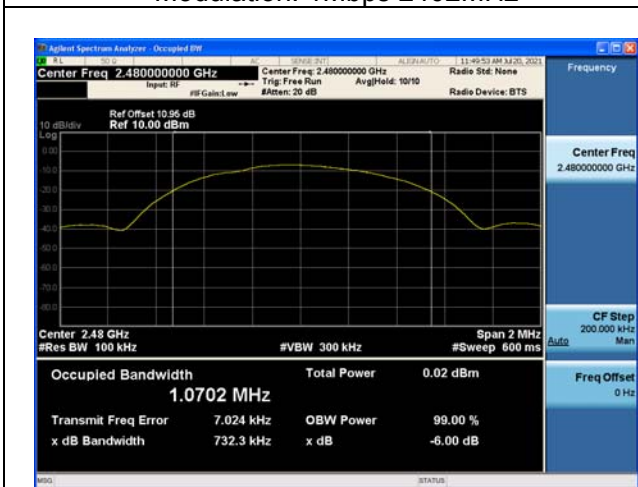 Agilent Spectrum Analyzer - Occupied BW
RL 50 Ω AC SENSE:INT ALIGNAUTO 11:49:53 AM Jul 20, 2021
Center Freq 2.480000000 GHz Center Freq: 2.480000000 GHz Radio Std: None Frequency
Input: RF Trig: Free Run Avg|Hold: 10/10
#IFGain:Low #Atten: 20 dB Radio Device: BTS
Ref Offset 10.95 dB
10 dB/div Ref 10.00 dBm
Log
0.00
-10.0
-20.0
-30.0
-40.0
-50.0
-60.0
-70.0
-80.0
Center Freq
2.480000000 GHz
Center 2.48 GHz Span 2 MHz
#Res BW 100 kHz #VBW 300 kHz #Sweep 600 ms
CF Step
200.000 kHz
Auto Man
Occupied Bandwidth Total Power 0.02 dBm
1.0702 MHz
Transmit Freq Error 7.024 kHz OBW Power 99.00 %
x dB Bandwidth 732.3 kHz x dB -6.00 dB
Freq Offset
0 Hz
MSG STATUS